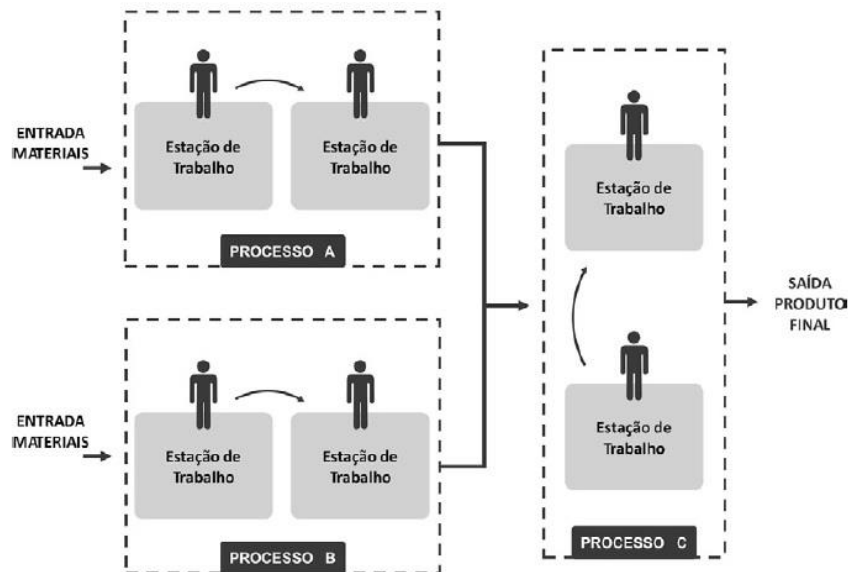 ENTRADA
MATERIAIS
Estação de
Trabalho
Estação de
Trabalho
PROCESSO A
ENTRADA
MATERIAIS
Estação de
Trabalho
Estação de
Trabalho
PROCESSO B
Estação de
Trabalho
Estação de
Trabalho
PROCESSO C
SAÍDA
PRODUTO
FINAL